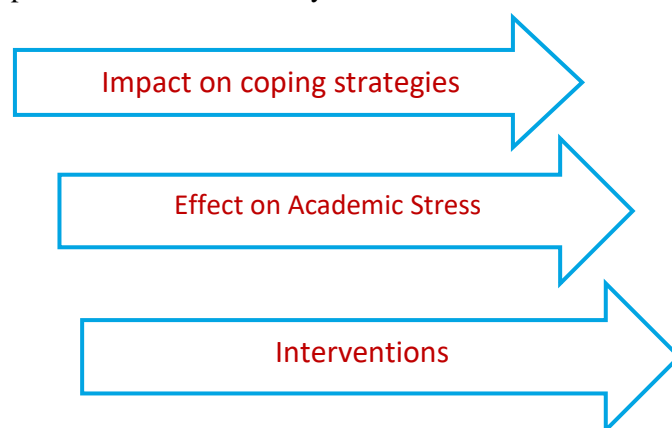 Impact on coping strategies
Effect on Academic Stress
Interventions